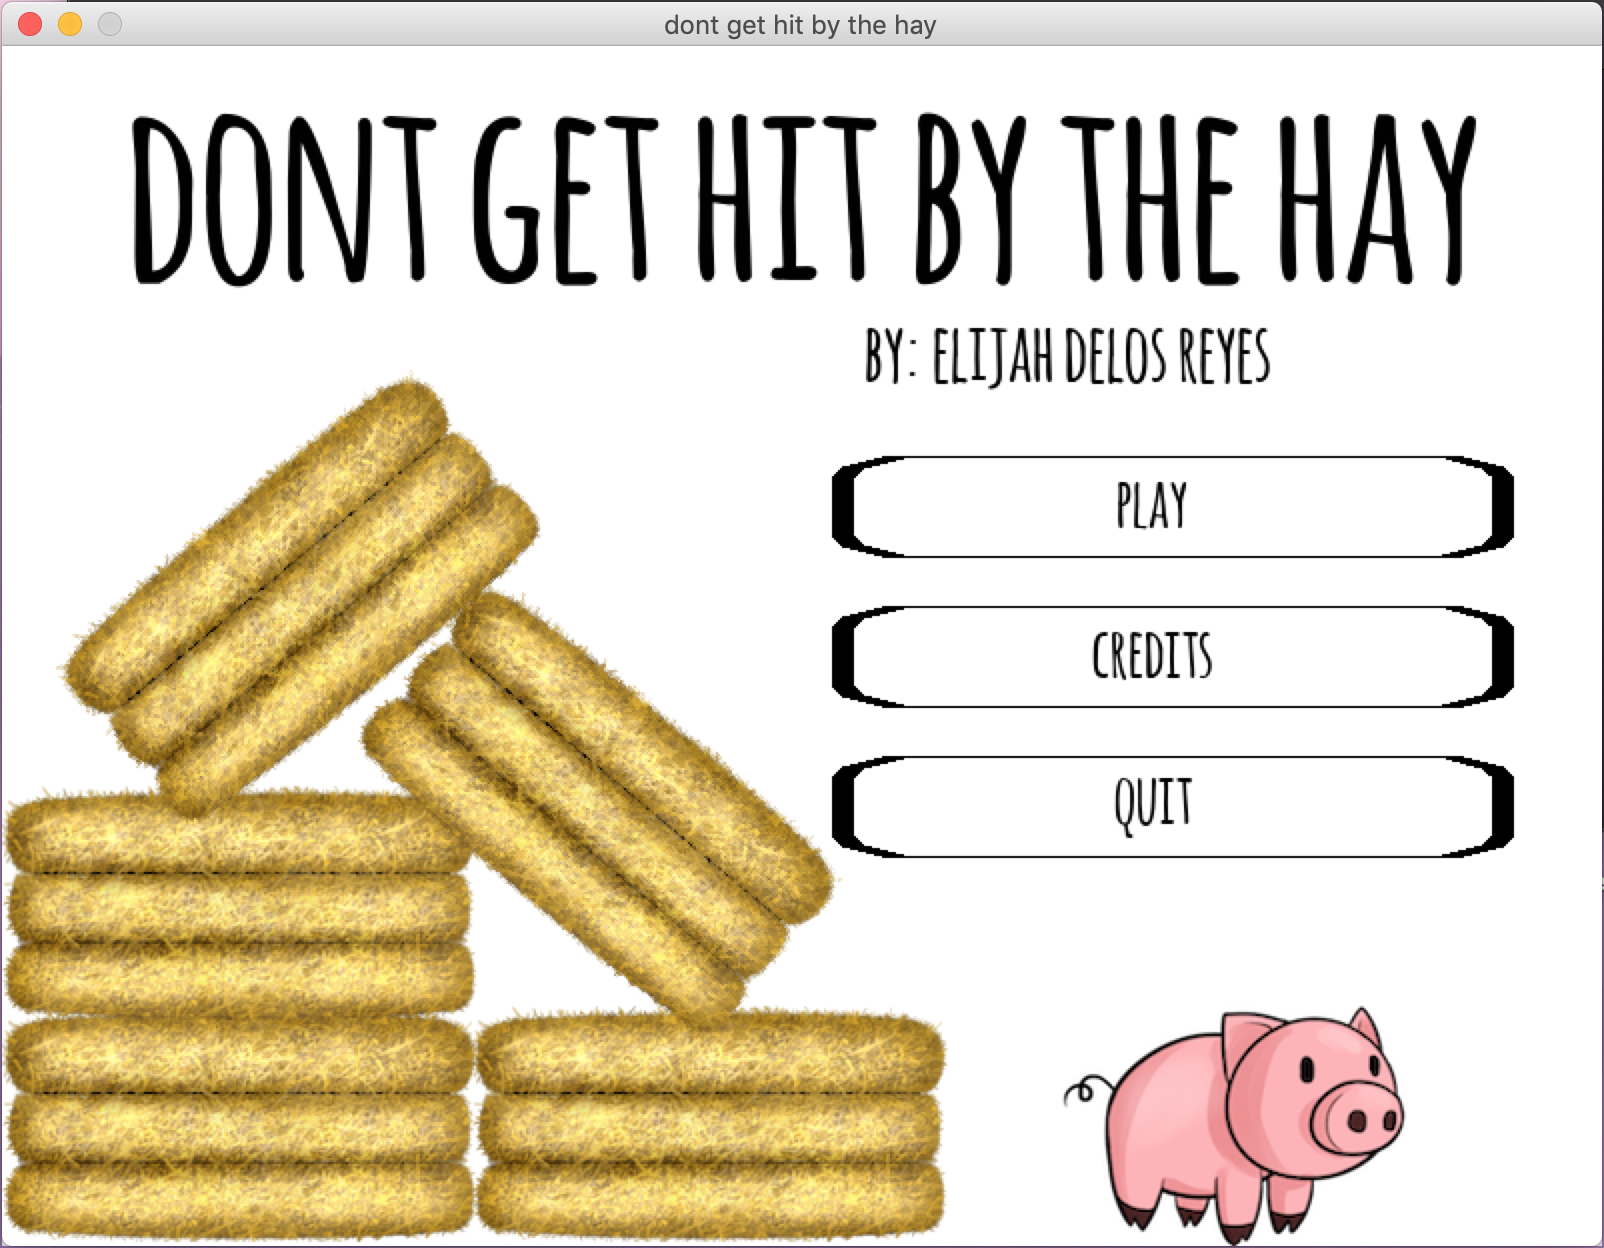 dont get hit by the hay
DONT GET HIT BY THE HAY
BY: ELIJAH DELOS REYES
PLAY
CREDITS
QUIT